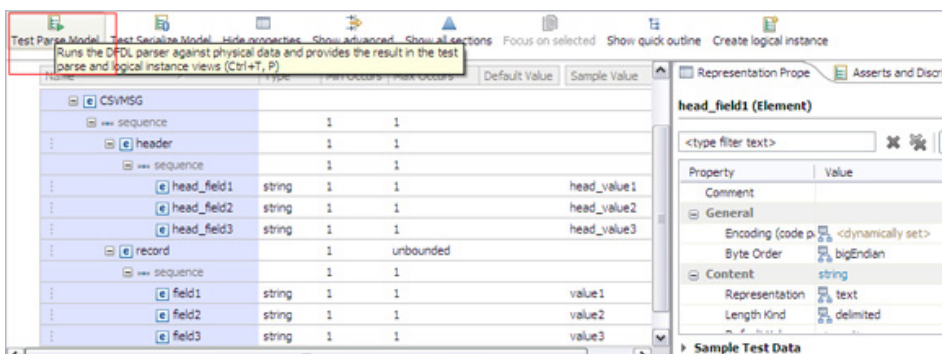 Test Parse Model Test Serialize Model Hide properties Show advanced Show all sections Focus on selected Show quick outline Create logical instance
Runs the DFDL parser against physical data and provides the result in the test
parse and logical instance views (Ctrl+T, P)
Name Type Min Occurs Max Occurs Default Value Sample Value
CSVMSG
sequence 1 1
header 1 1
sequence 1 1
head_field1 string 1 1 head_value1
head_field2 string 1 1 head_value2
head_field3 string 1 1 head_value3
record 1 unbounded
sequence 1 1
field1 string 1 1 value1
field2 string 1 1 value2
field3 string 1 1 value3
Representation Prope Asserts and Discri
head_field1 (Element)
<type filter text>
Property Value
Comment
General
Encoding (code p <dynamically set>
Byte Order bigEndian
Content string
Representation text
Length Kind delimited
Sample Test Data